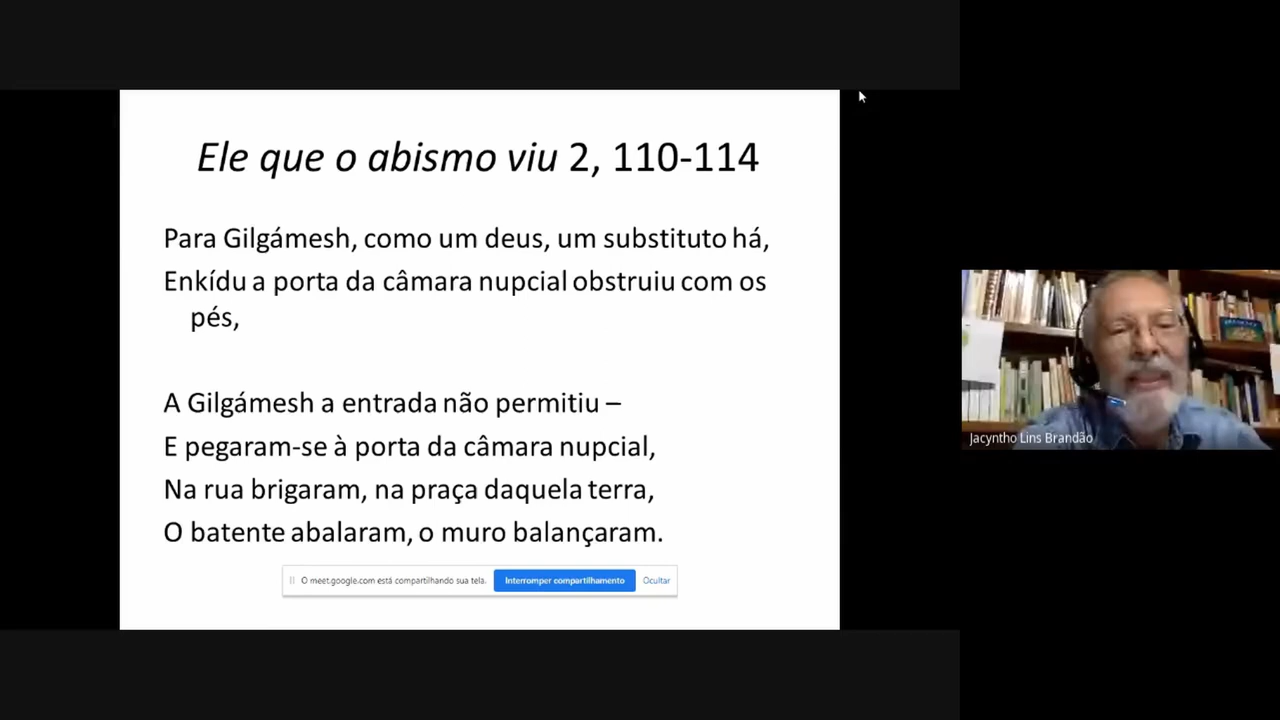 Ele que o abismo viu 2, 110-114
Para Gilgámesh, como um deus, um substituto há,
Enkídu a porta da câmara nupcial obstruiu com os
pés,
A Gilgámesh a entrada não permitiu –
E pegaram-se à porta da câmara nupcial,
Na rua brigaram, na praça daquela terra,
O batente abalaram, o muro balançaram.
O meet.google.com está compartilhando sua tela. Interromper compartilhamento Ocultar
Jacyntho Lins Brandão